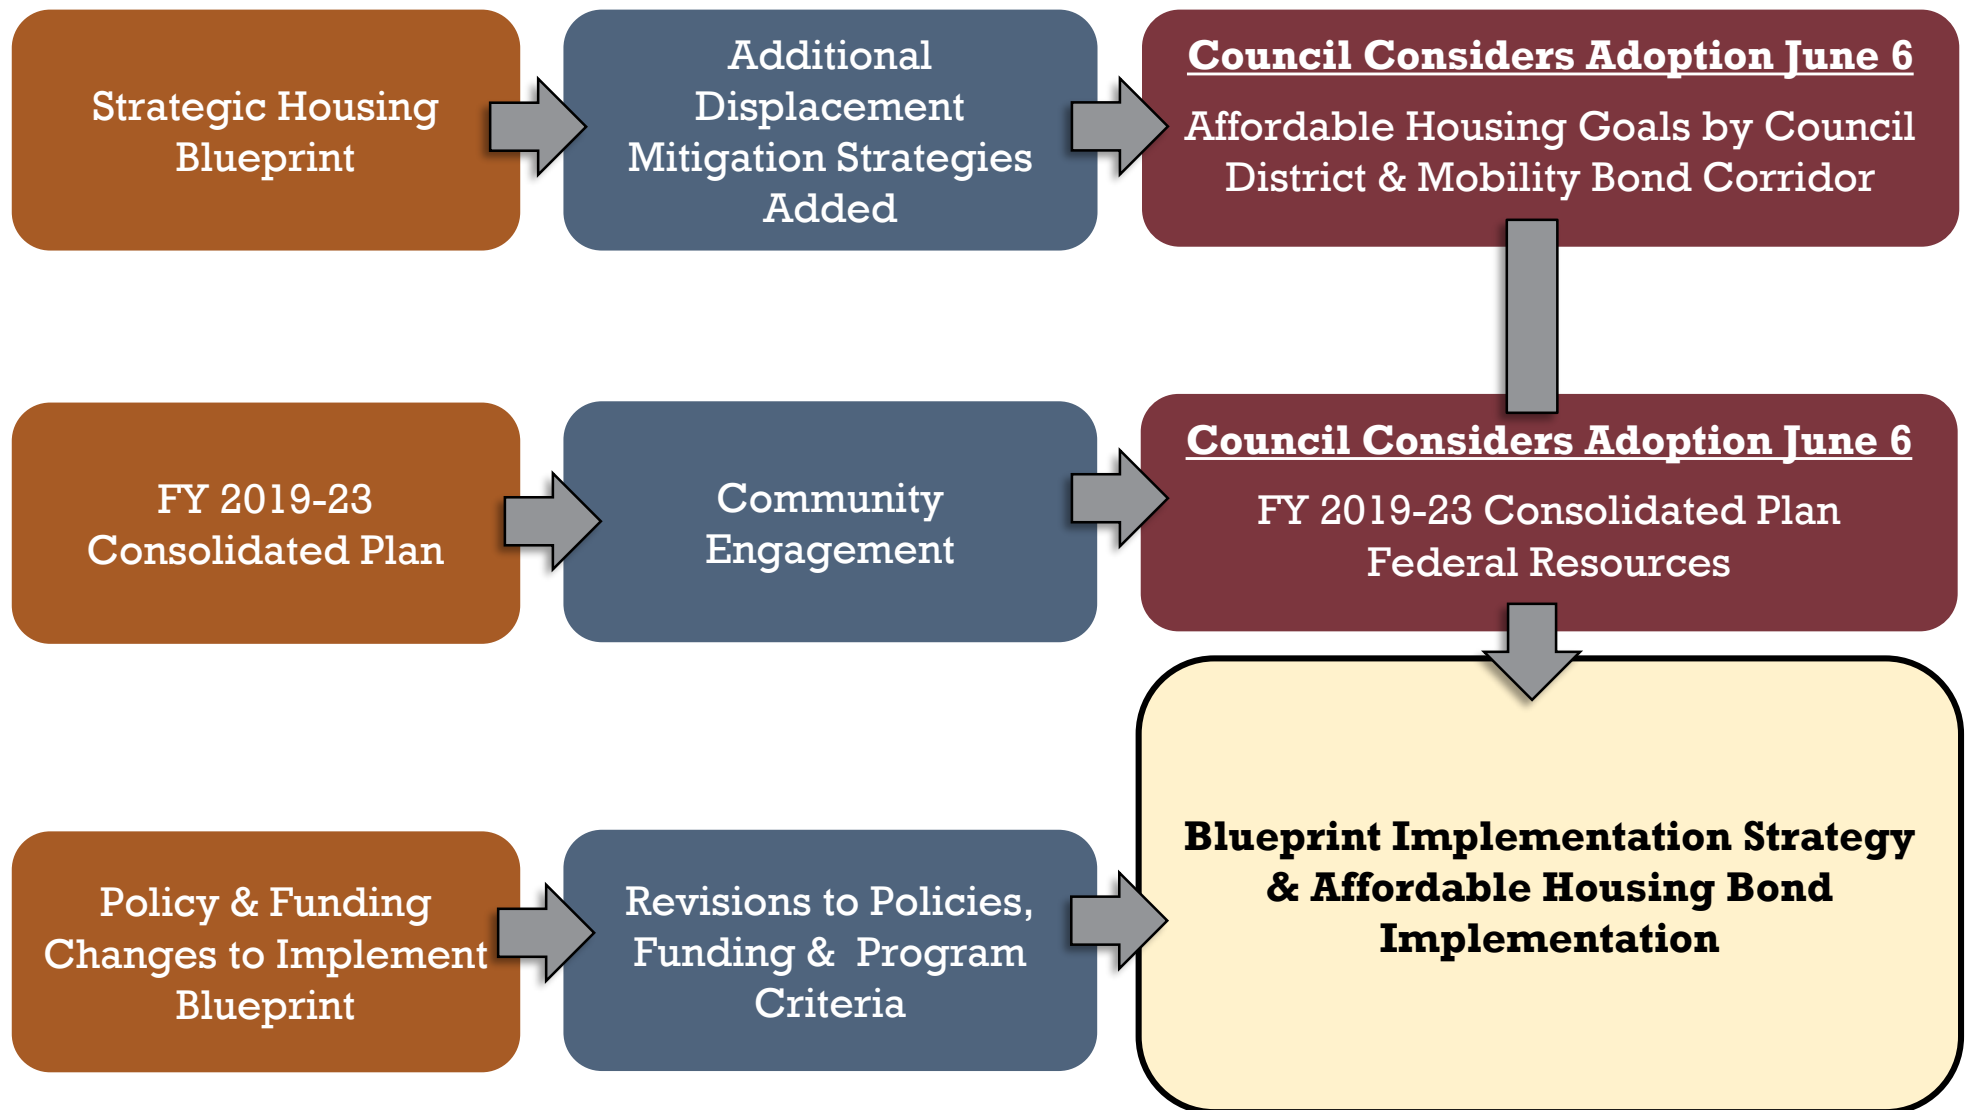 Strategic Housing
Blueprint
Additional
Displacement
Mitigation Strategies
Added
Council Considers Adoption June 6
Affordable Housing Goals by Council
District & Mobility Bond Corridor
FY 2019-23
Consolidated Plan
Community
Engagement
Council Considers Adoption June 6
FY 2019-23 Consolidated Plan
Federal Resources
Policy & Funding
Changes to Implement
Blueprint
Revisions to Policies,
Funding & Program
Criteria
Blueprint Implementation Strategy
& Affordable Housing Bond
Implementation